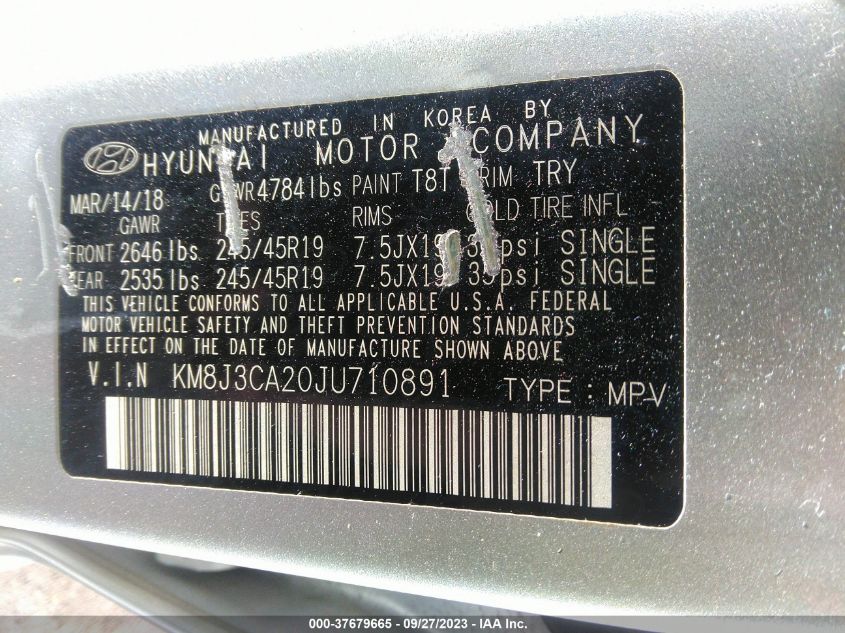 MANUFACTURED IN KOREA BY
HYUNDAI MOTOR COMPANY
MAR/14/18 GVWR 4784 lbs PAINT T8T TRIM TRY
GAWR TIRES RIMS COLD TIRE INFL
FRONT 2646 lbs 245/45R19 7.5JX19 psi SINGLE
REAR 2535 lbs 245/45R19 7.5JX19 35psi SINGLE
THIS VEHICLE CONFORMS TO ALL APPLICABLE U.S.A. FEDERAL
MOTOR VEHICLE SAFETY AND THEFT PREVENTION STANDARDS
IN EFFECT ON THE DATE OF MANUFACTURE SHOWN ABOVE
V.I.N KM8J3CA20JU710891 TYPE : MPV
000-37679665 - 09/27/2023 - IAA Inc.